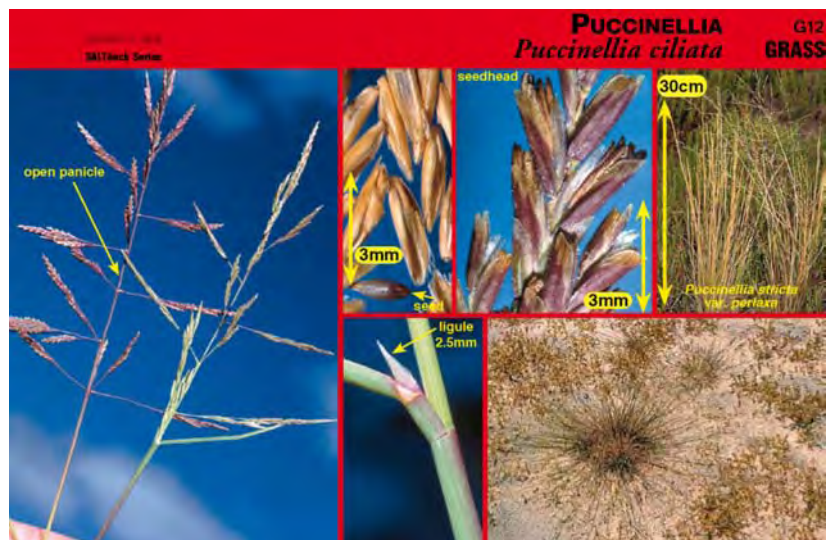 PUCCINELLIA
Puccinellia ciliata
G12
GRASS
SALTdeck Series
open panicle
3mm
seed
seedhead
3mm
30cm
Puccinellia stricta
var. perlaxa
ligule
2.5mm